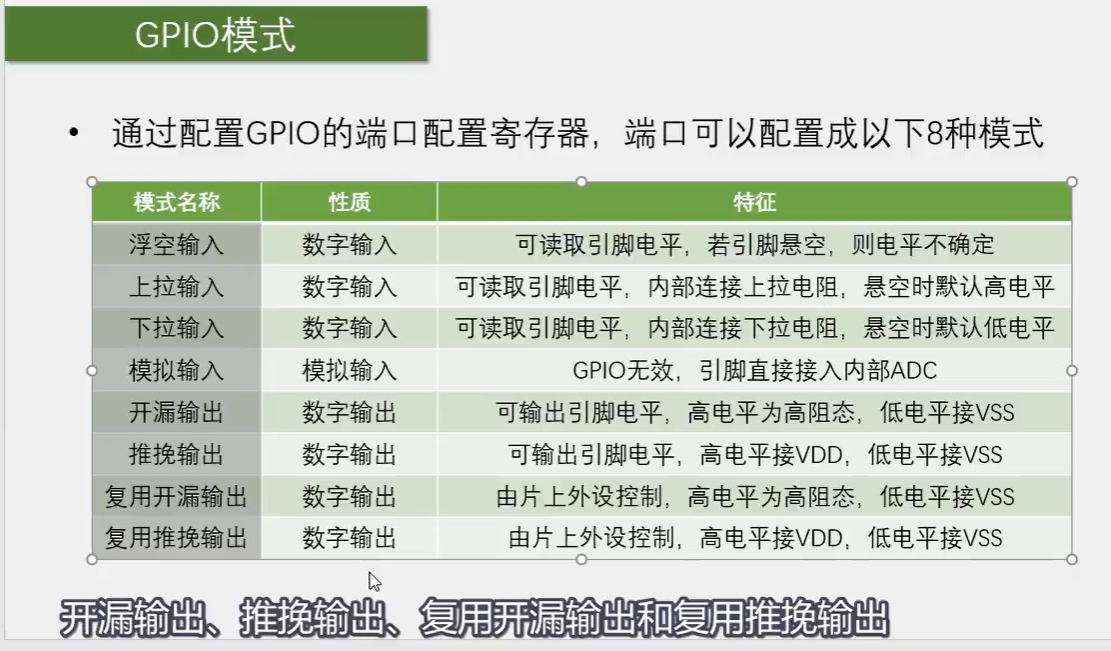 GPIO模式
• 通过配置GPIO的端口配置寄存器，端口可以配置成以下8种模式
模式名称 性质 特征
浮空输入 数字输入 可读取引脚电平，若引脚悬空，则电平不确定
上拉输入 数字输入 可读取引脚电平，内部连接上拉电阻，悬空时默认高电平
下拉输入 数字输入 可读取引脚电平，内部连接下拉电阻，悬空时默认低电平
模拟输入 模拟输入 GPIO无效，引脚直接接入内部ADC
开漏输出 数字输出 可输出引脚电平，高电平为高阻态，低电平接VSS
推挽输出 数字输出 可输出引脚电平，高电平接VDD，低电平接VSS
复用开漏输出 数字输出 由片上外设控制，高电平为高阻态，低电平接VSS
复用推挽输出 数字输出 由片上外设控制，高电平接VDD，低电平接VSS
开漏输出、推挽输出、复用开漏输出和复用推挽输出